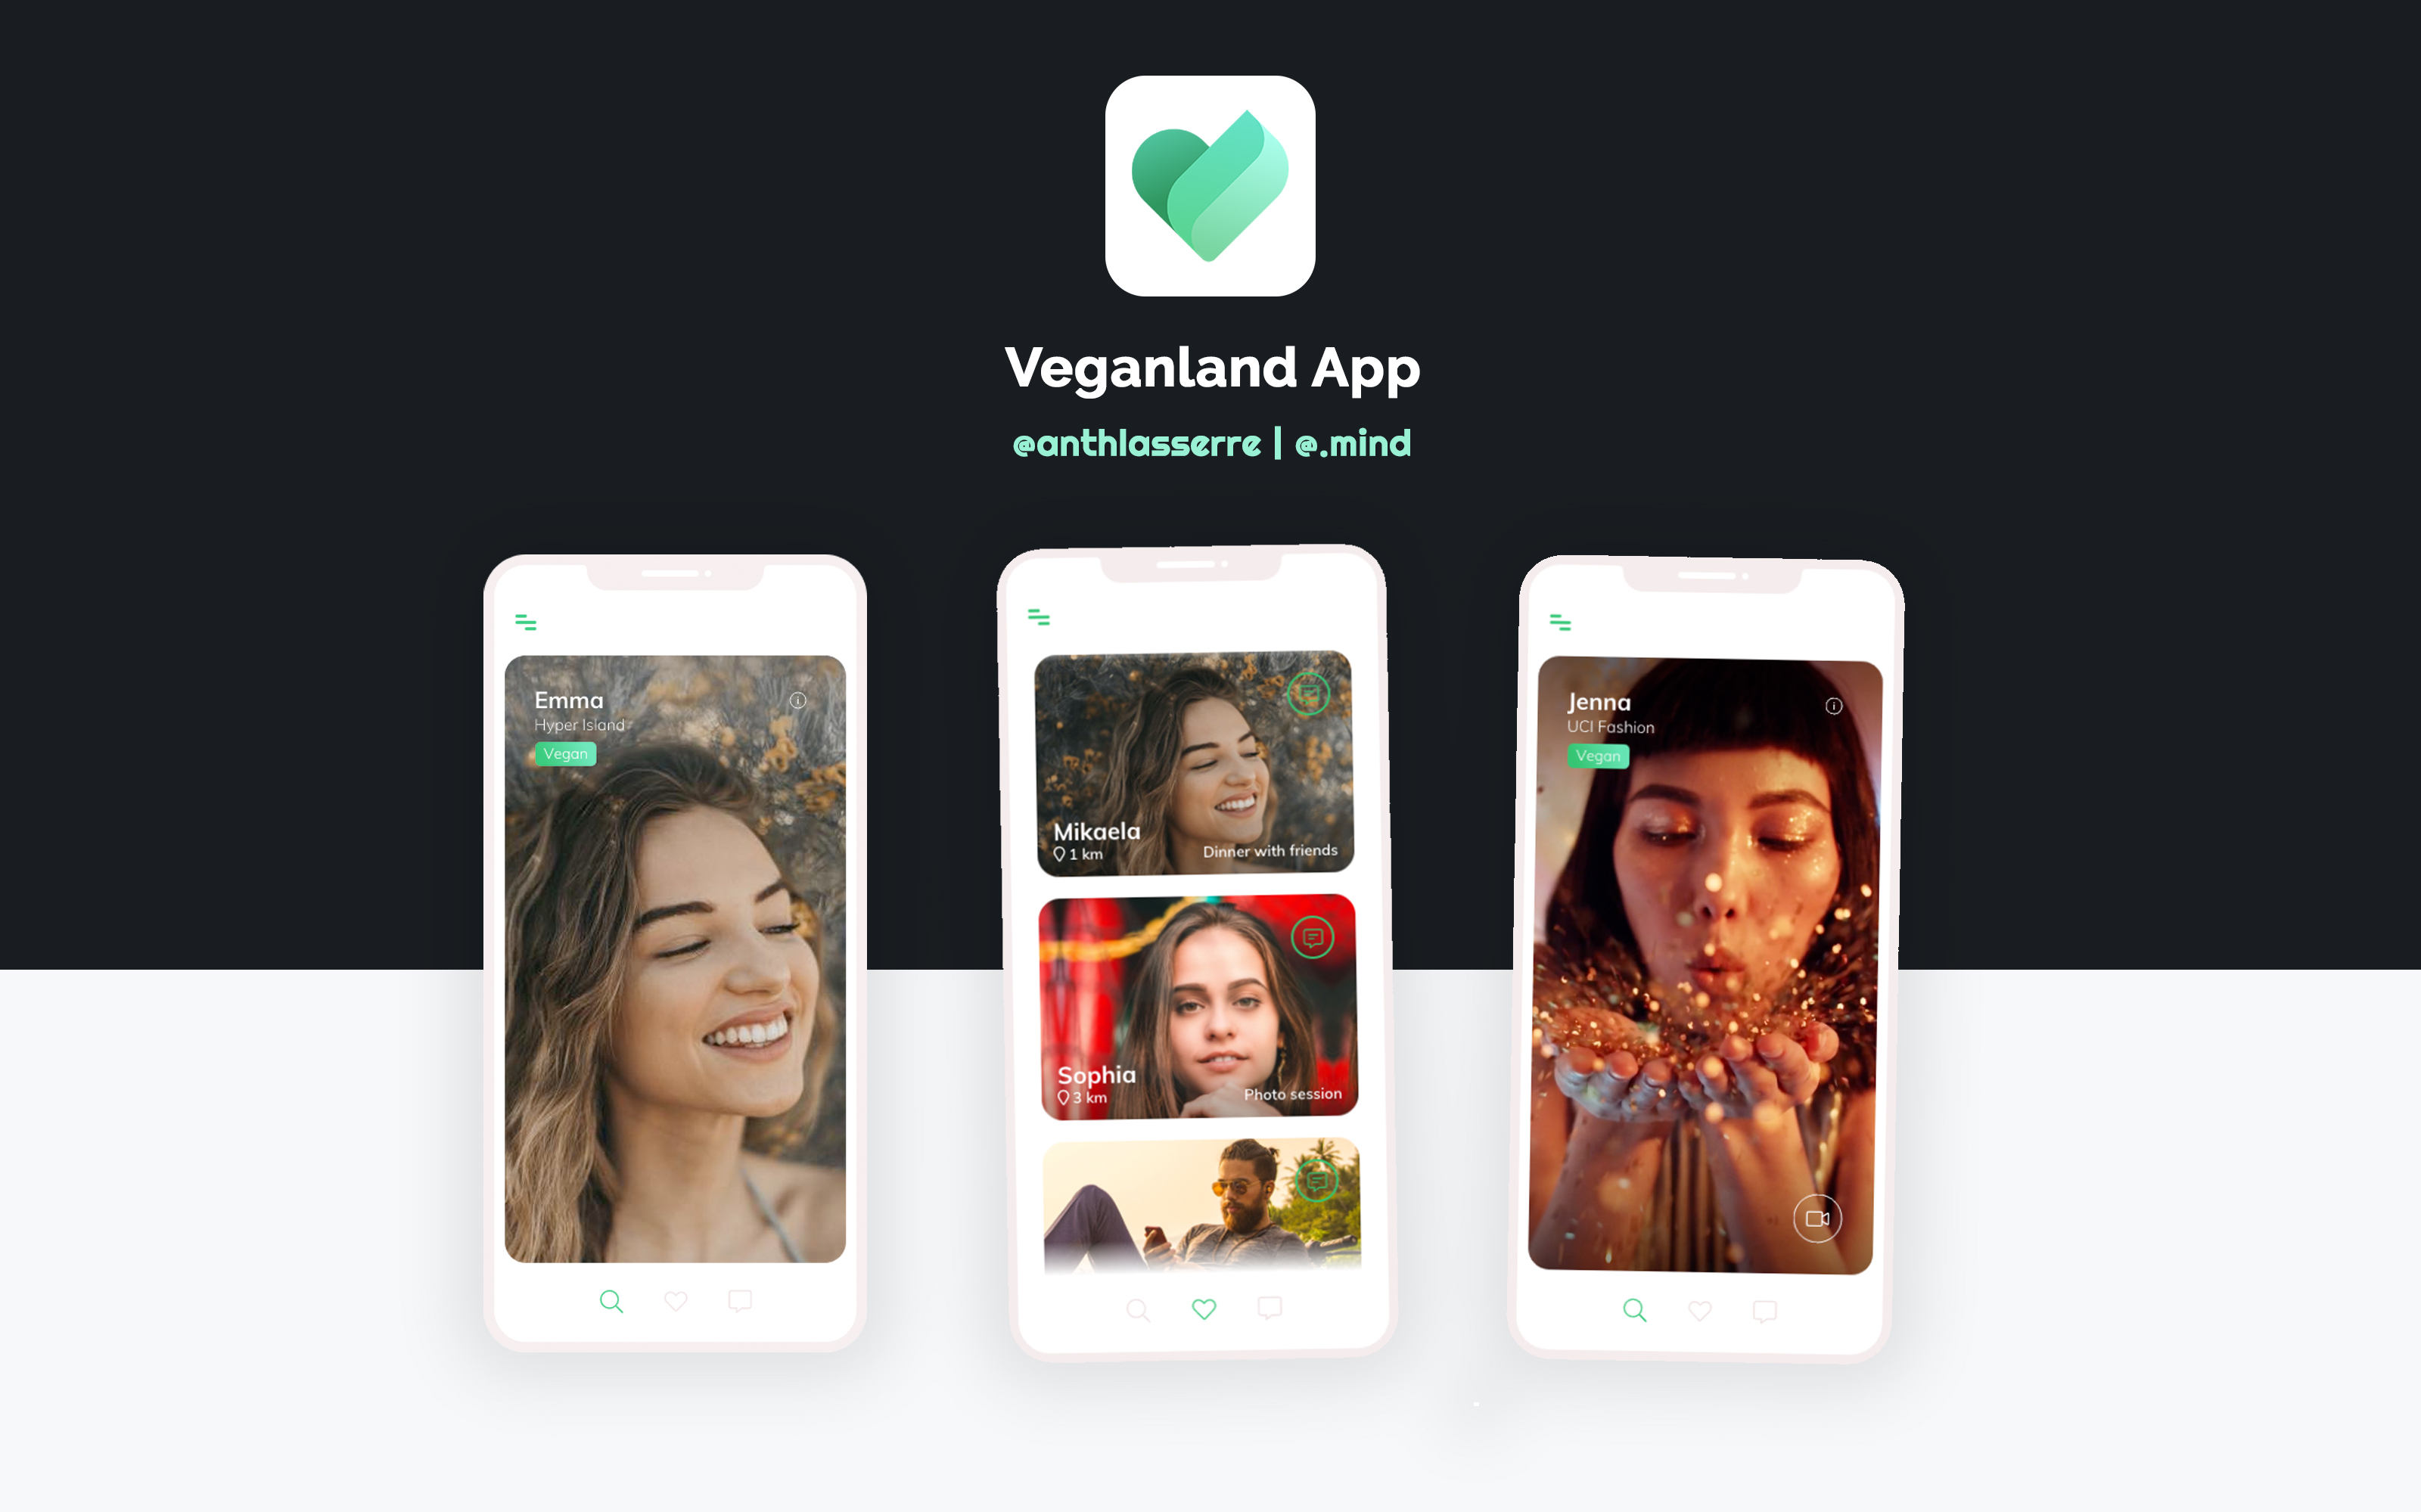 Veganland App
@anthlasserre | @.mind
Emma
Hyper Island
Vegan
Mikaela
1 km
Dinner with friends
Sophia
3 km
Photo session
Jenna
UCI Fashion
Vegan